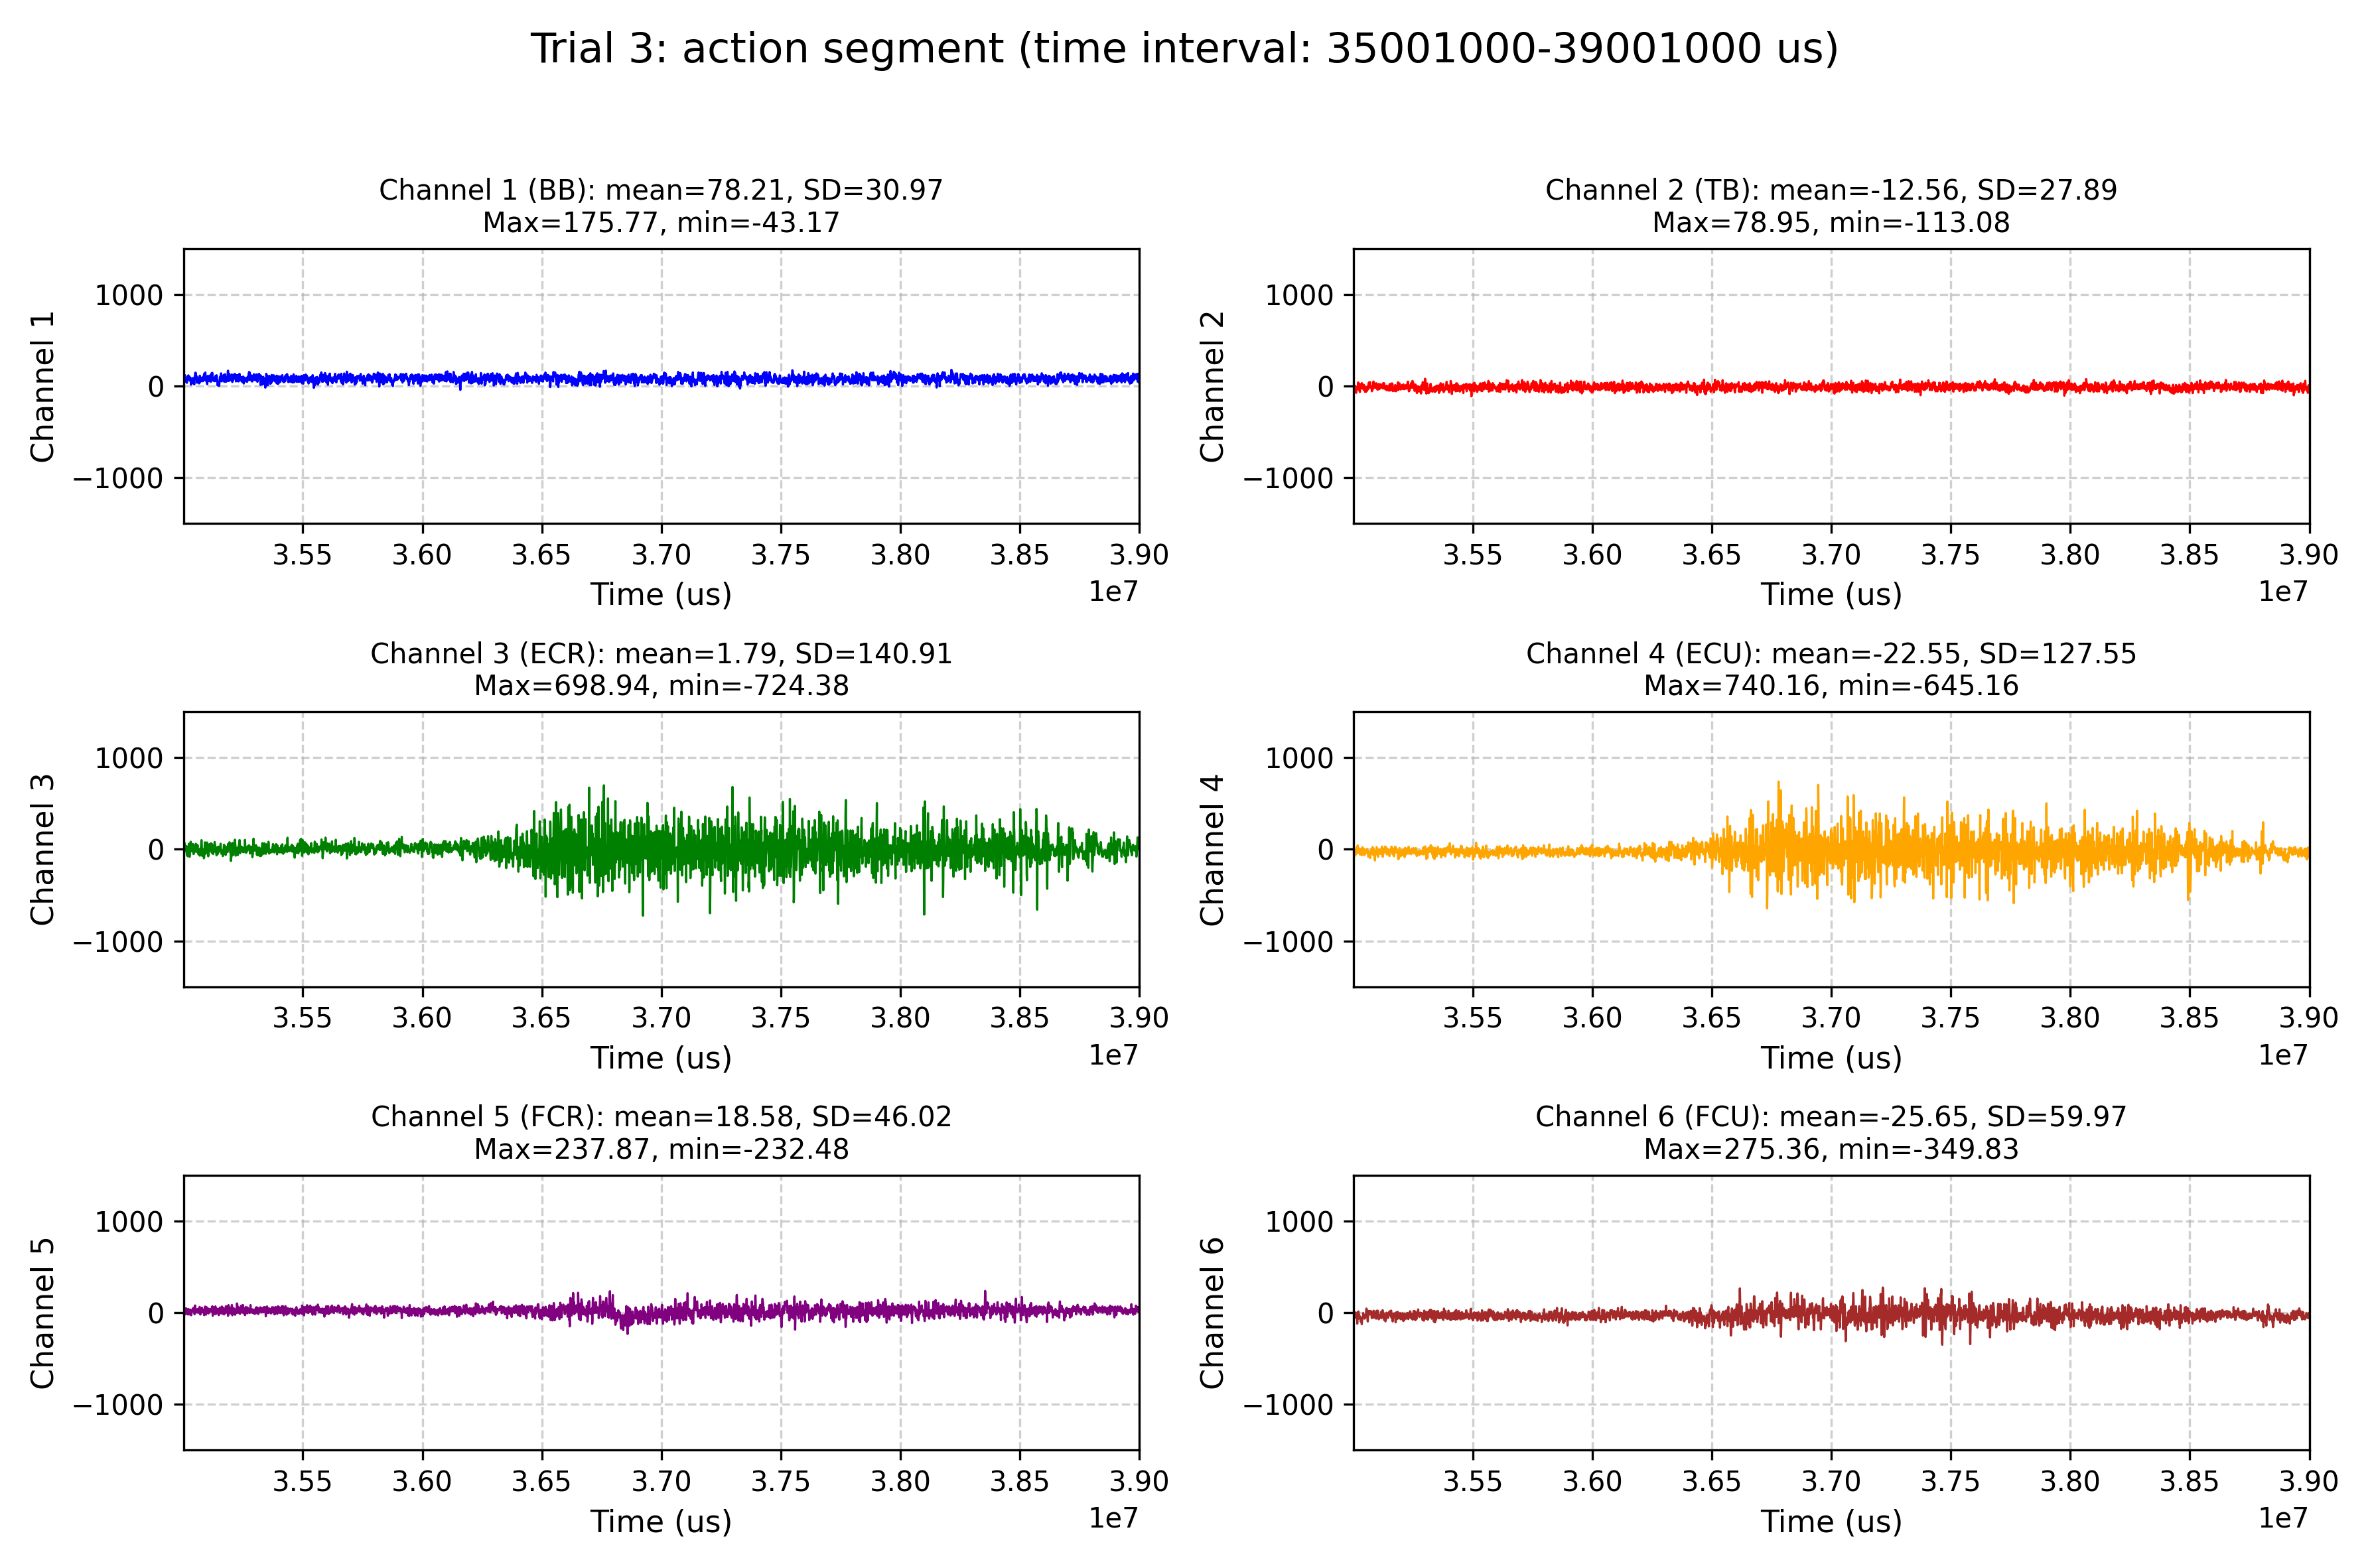 Trial 3: action segment (time interval: 35001000-39001000 us)
Channel 1 (BB): mean=78.21, SD=30.97
Max=175.77, min=-43.17
Channel 1
1000
0
−1000
3.55 3.60 3.65 3.70 3.75 3.80 3.85 3.90
Time (us)
1e7
Channel 2 (TB): mean=-12.56, SD=27.89
Max=78.95, min=-113.08
Channel 2
1000
0
−1000
3.55 3.60 3.65 3.70 3.75 3.80 3.85 3.90
Time (us)
1e7
Channel 3 (ECR): mean=1.79, SD=140.91
Max=698.94, min=-724.38
Channel 3
1000
0
−1000
3.55 3.60 3.65 3.70 3.75 3.80 3.85 3.90
Time (us)
1e7
Channel 4 (ECU): mean=-22.55, SD=127.55
Max=740.16, min=-645.16
Channel 4
1000
0
−1000
3.55 3.60 3.65 3.70 3.75 3.80 3.85 3.90
Time (us)
1e7
Channel 5 (FCR): mean=18.58, SD=46.02
Max=237.87, min=-232.48
Channel 5
1000
0
−1000
3.55 3.60 3.65 3.70 3.75 3.80 3.85 3.90
Time (us)
1e7
Channel 6 (FCU): mean=-25.65, SD=59.97
Max=275.36, min=-349.83
Channel 6
1000
0
−1000
3.55 3.60 3.65 3.70 3.75 3.80 3.85 3.90
Time (us)
1e7